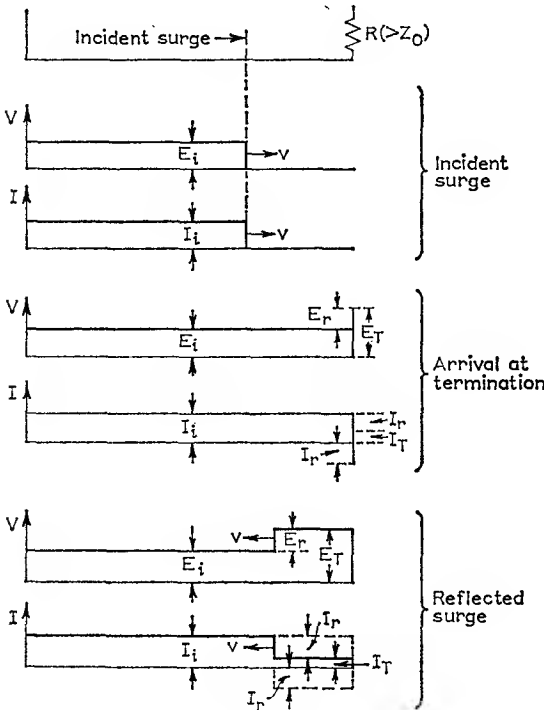 Incident surge
R(>Z0)
V
Ei
v
I
Ii
v
Incident
surge
V
Er
Ei
ET
I
Ii
Ir
IT
Ir
Arrival at
termination
V
v
Er
Ei
ET
I
Ir
Ii
v
IT
Ir
Reflected
surge